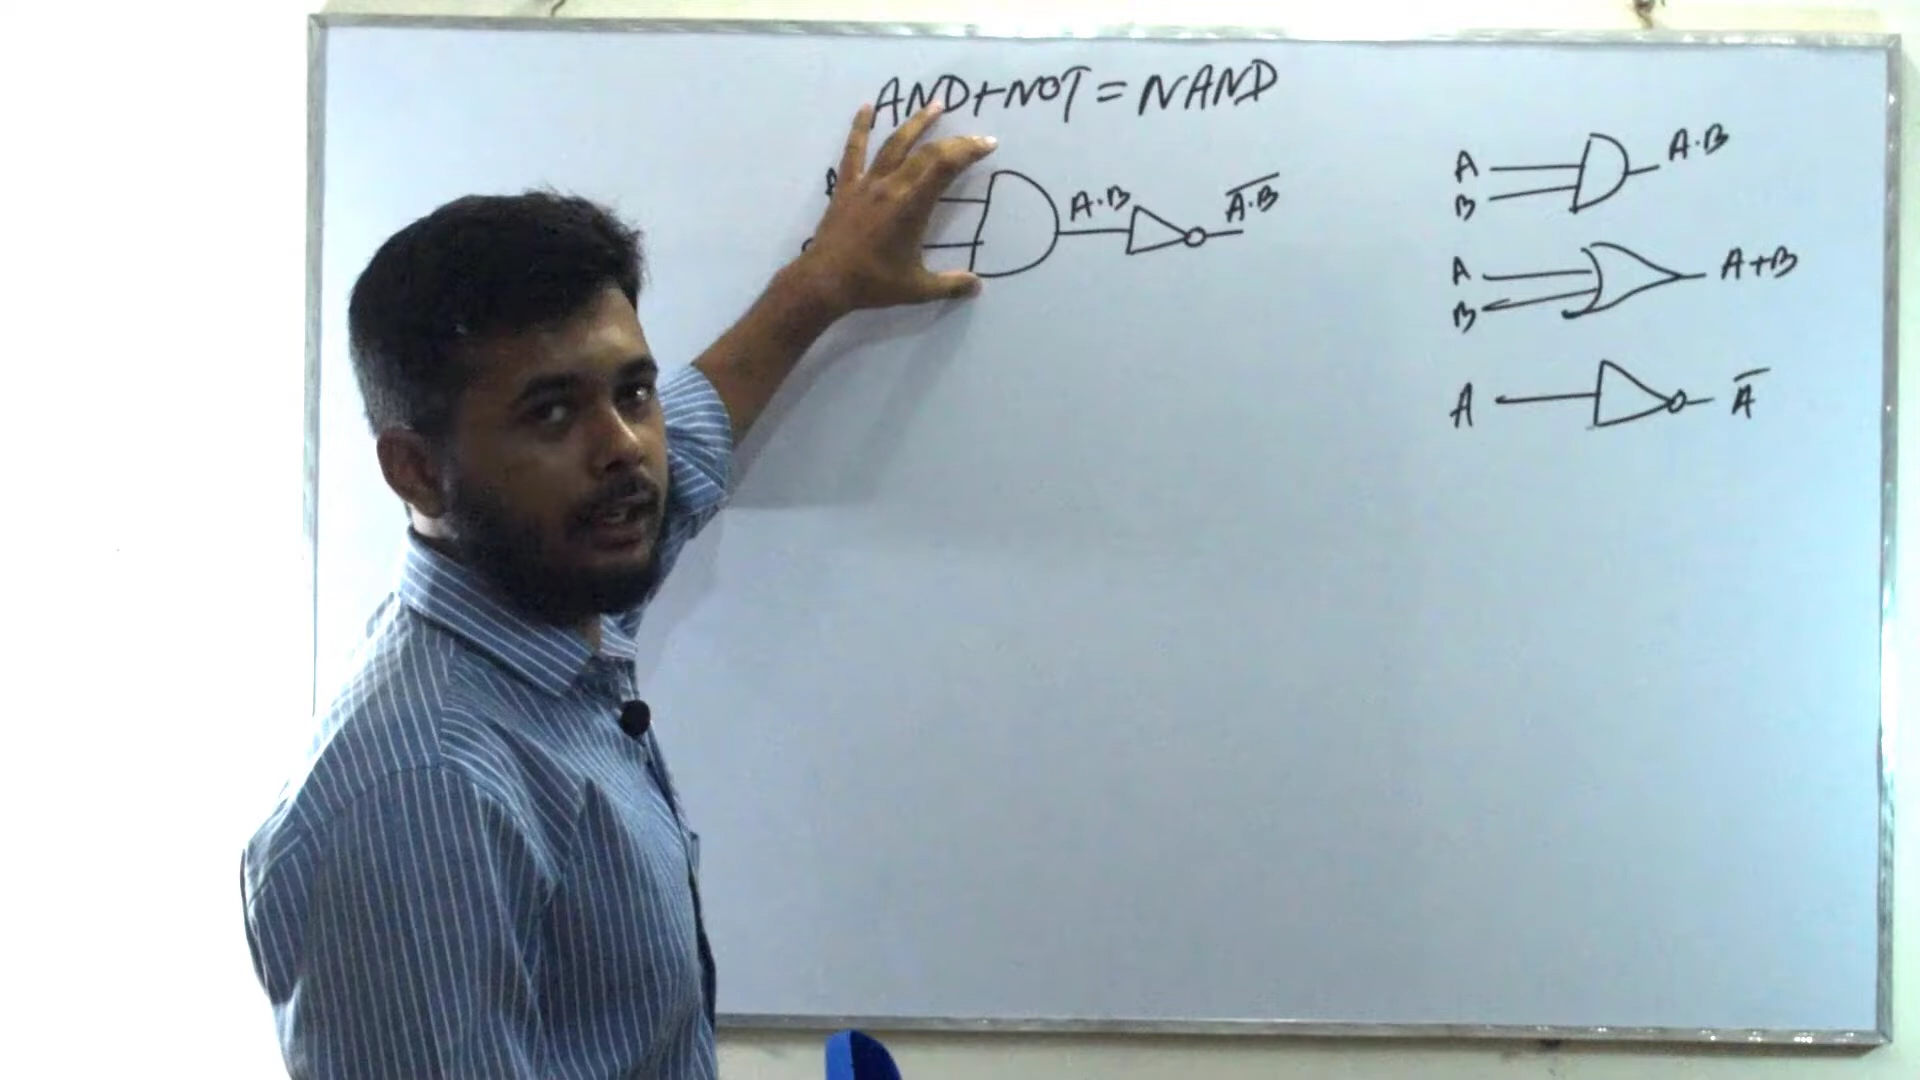 AND+NOT = NAND
A
A·B
A̅·̅B̅
A
B
A·B
A
B
A+B
A
A̅